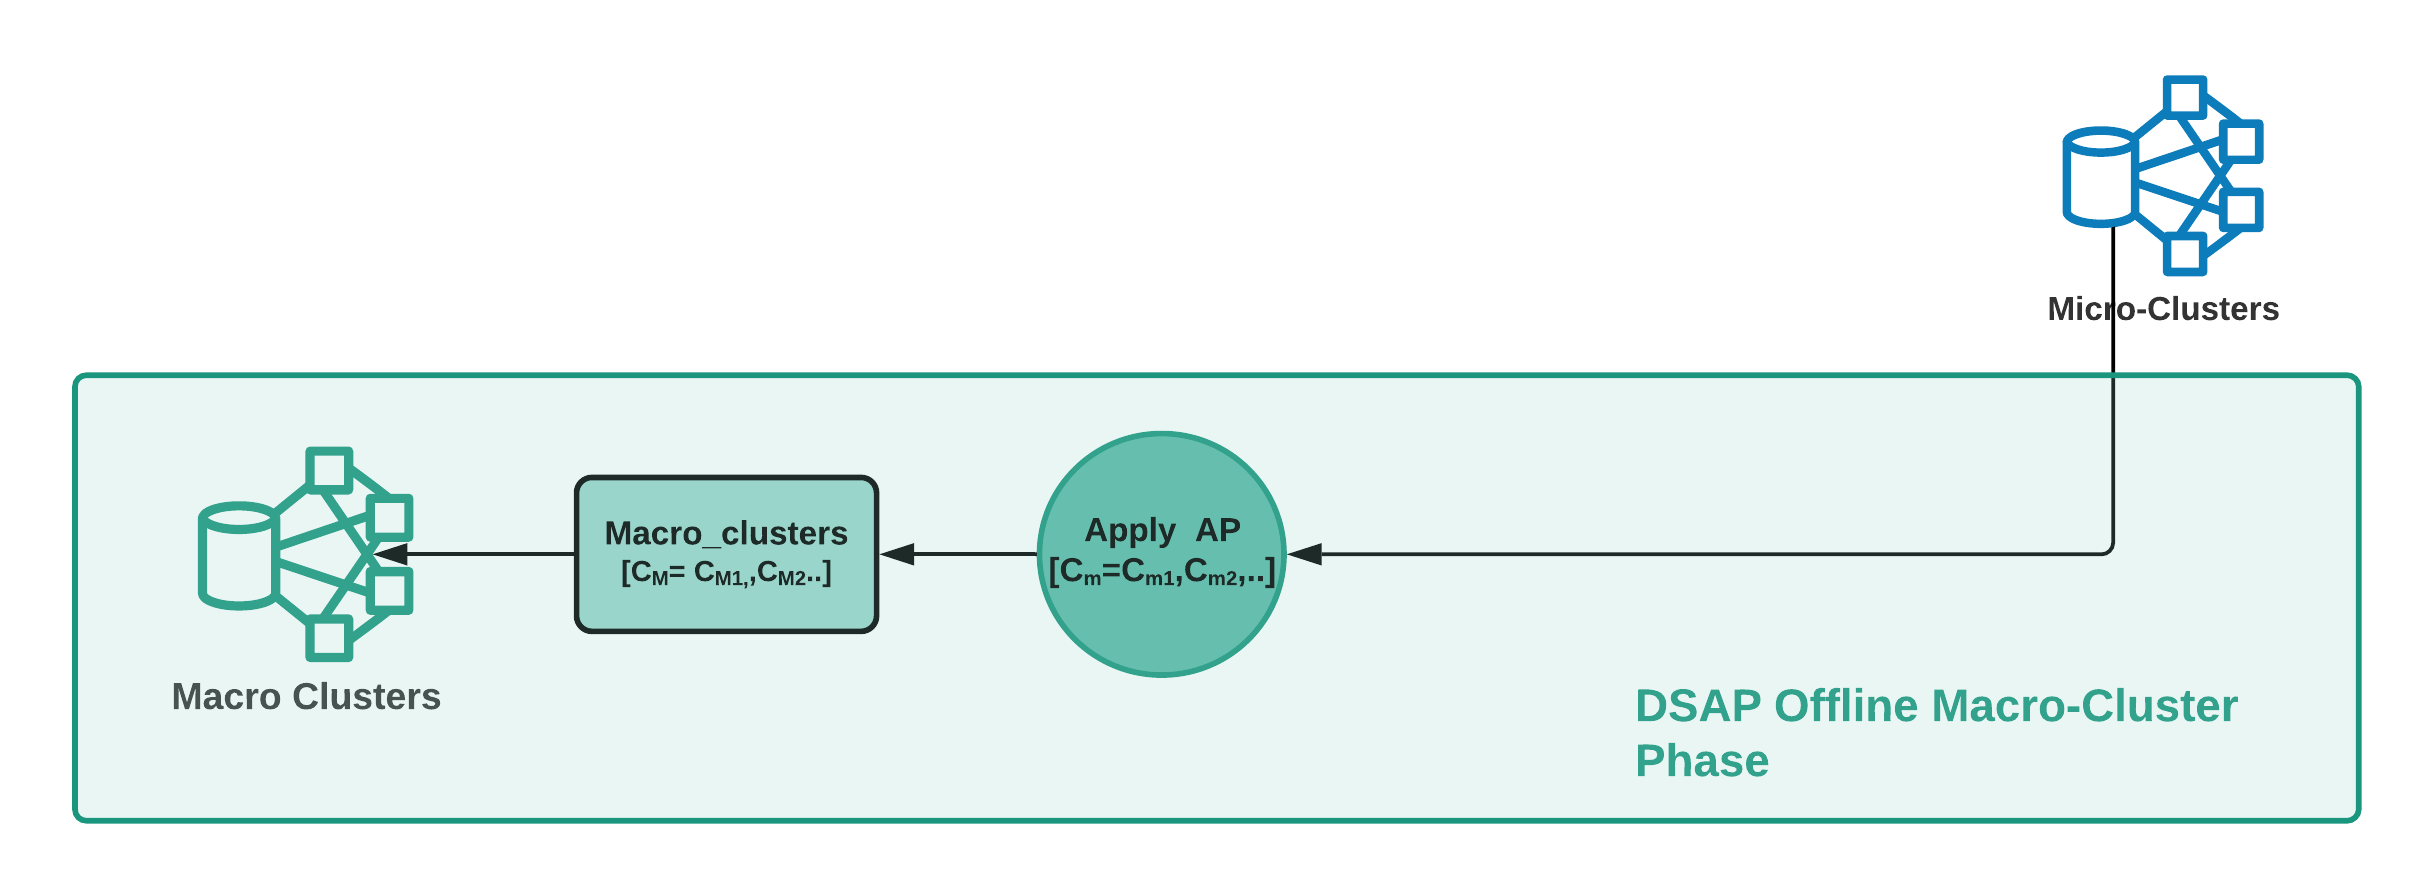 Micro-Clusters
Macro_clusters
[CM= CM1,,CM2..]
Apply  AP
[Cm=Cm1,Cm2,..]
Macro Clusters
DSAP Offline Macro-Cluster
Phase